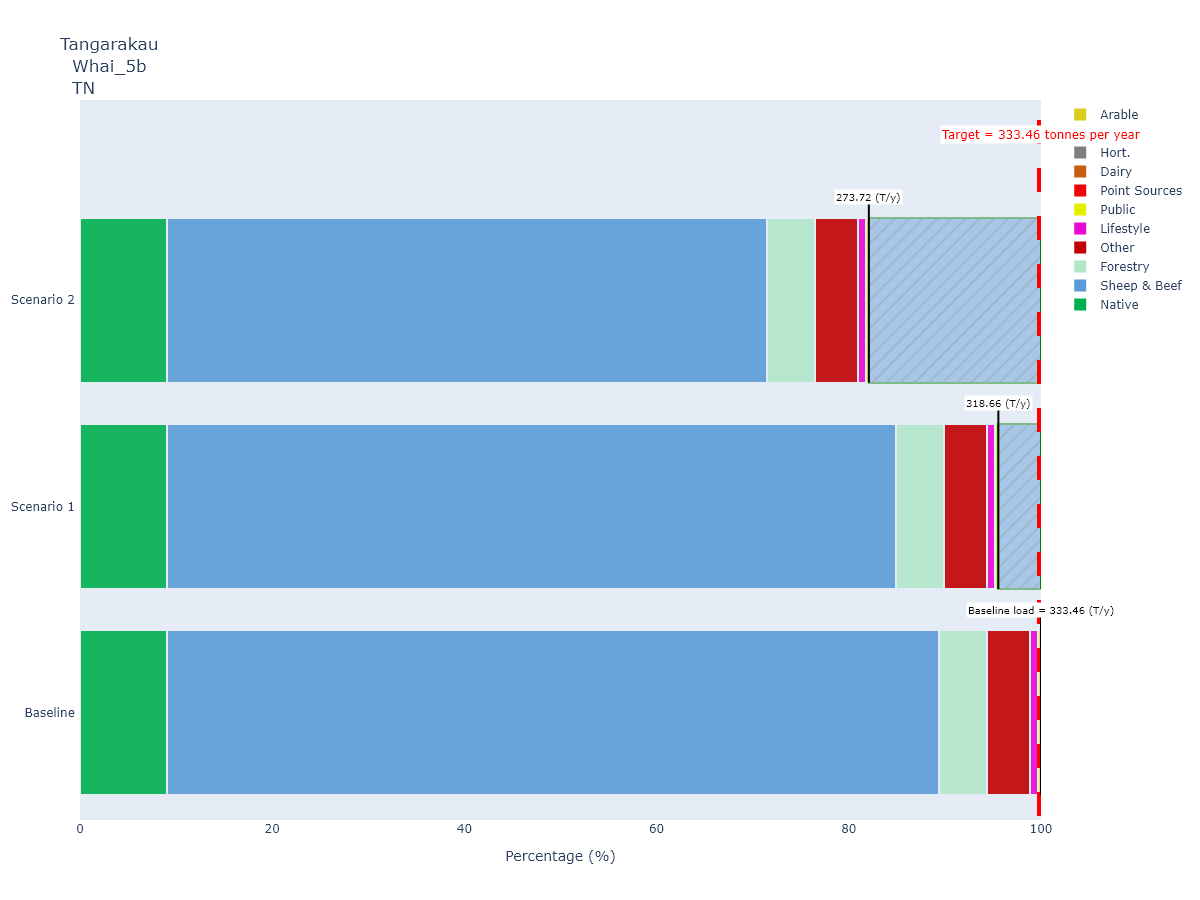 Tangarakau
Whai_5b
TN
Target = 333.46 tonnes per year
273.72 (T/y)
Scenario 2
318.66 (T/y)
Scenario 1
Baseline load = 333.46 (T/y)
Baseline
0 20 40 60 80 100
Percentage (%)
Arable
Hort.
Dairy
Point Sources
Public
Lifestyle
Other
Forestry
Sheep & Beef
Native